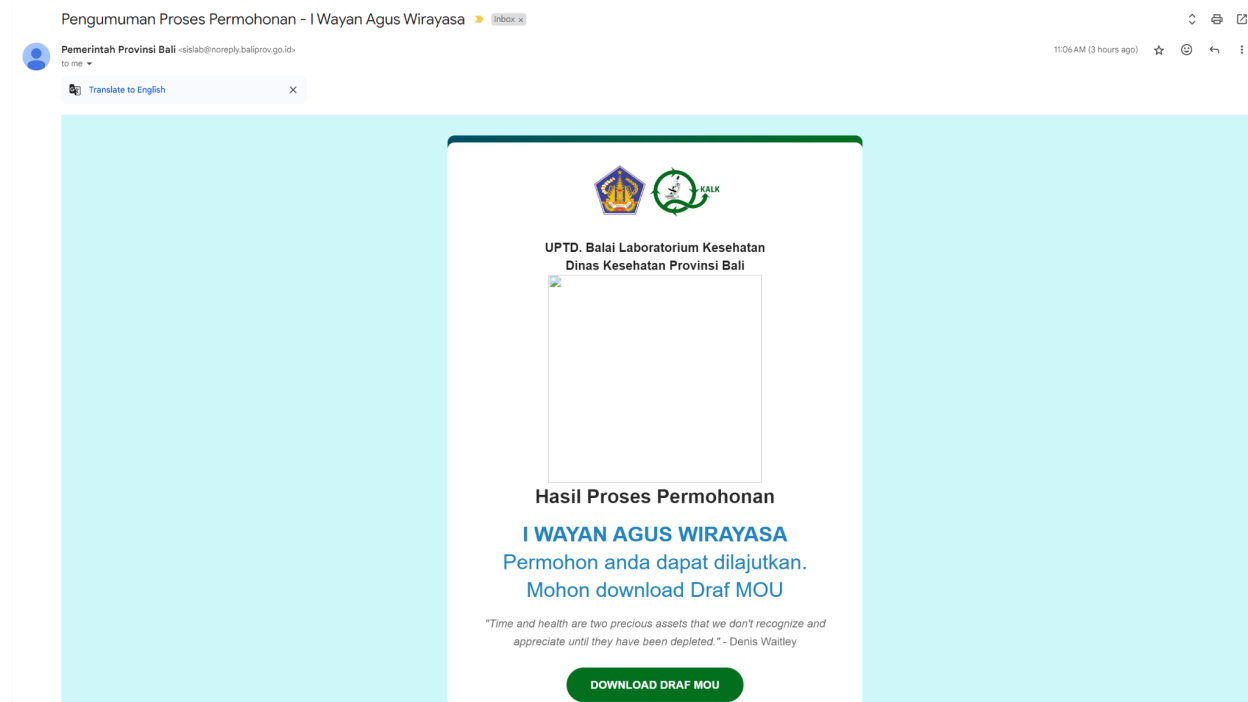 Pengumuman Proses Permohonan - I Wayan Agus Wirayasa Inbox x
Pemerintah Provinsi Bali <sislab@noreply.baliprov.go.id> 11:06 AM (3 hours ago)
to me
Translate to English
KALK
UPTD. Balai Laboratorium Kesehatan
Dinas Kesehatan Provinsi Bali
Hasil Proses Permohonan
I WAYAN AGUS WIRAYASA
Permohon anda dapat dilajutkan.
Mohon download Draf MOU
"Time and health are two precious assets that we don't recognize and
appreciate until they have been depleted." - Denis Waitley
DOWNLOAD DRAF MOU